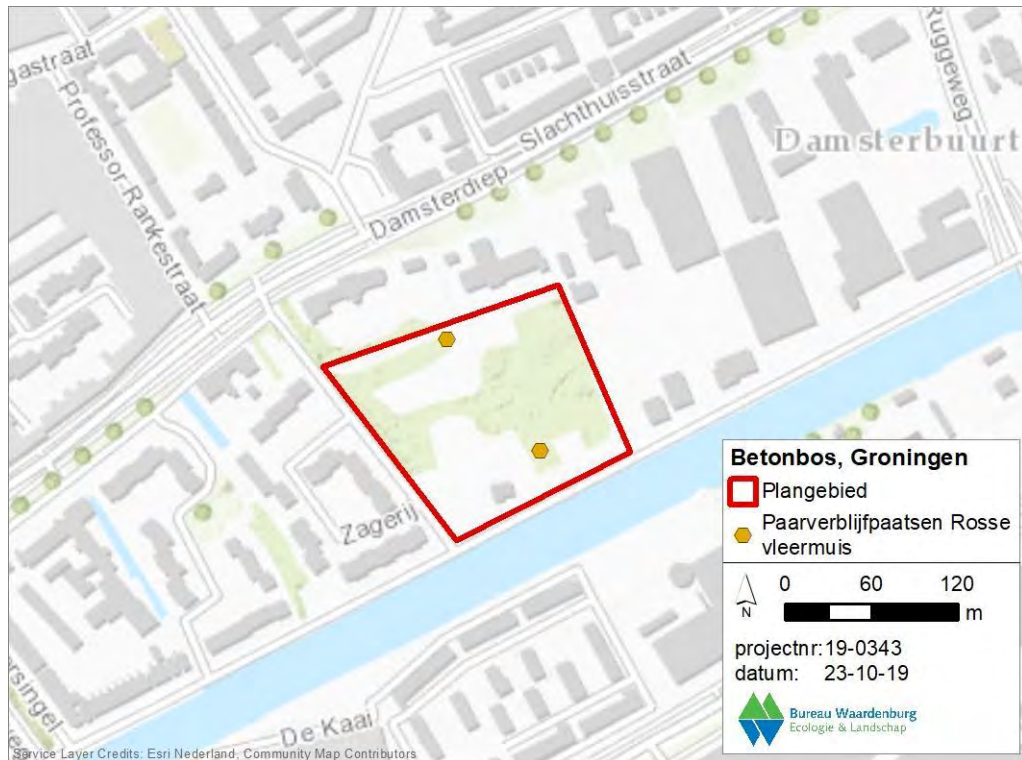 gastraat
Professor Rankestraat
Slachthuisstraat
Ruggeweg
Damsterbuurt
Damsterdiep
Zagerij
De Kaai
ersingel
Betonbos, Groningen
Plangebied
Paarverblijfpaatsen Rosse
vleermuis
N
0 60 120
m
projectnr:19-0343
datum: 23-10-19
Bureau Waardenburg
Ecologie & Landschap
Service Layer Credits: Esri Nederland, Community Map Contributors